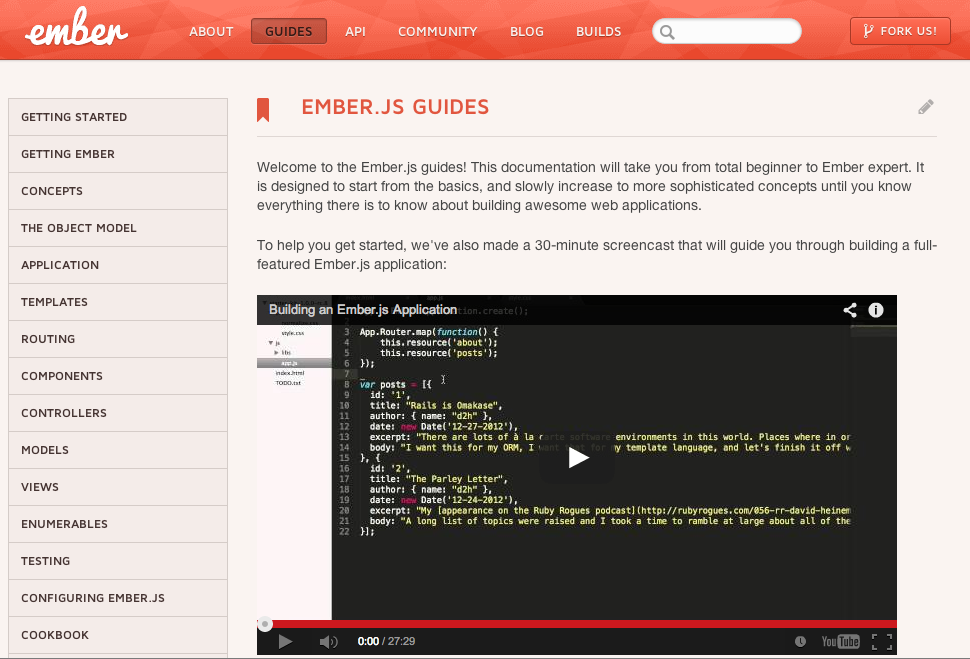 ember
ABOUT GUIDES API COMMUNITY BLOG BUILDS FORK US!
GETTING STARTED
GETTING EMBER
CONCEPTS
THE OBJECT MODEL
APPLICATION
TEMPLATES
ROUTING
COMPONENTS
CONTROLLERS
MODELS
VIEWS
ENUMERABLES
TESTING
CONFIGURING EMBER.JS
COOKBOOK
EMBER.JS GUIDES
Welcome to the Ember.js guides! This documentation will take you from total beginner to Ember expert. It
is designed to start from the basics, and slowly increase to more sophisticated concepts until you know
everything there is to know about building awesome web applications.
To help you get started, we've also made a 30-minute screencast that will guide you through building a full-
featured Ember.js application:
Building an Ember.js Application
style.css
js
libs
app.js
index.html
TODO.txt
3 App.Router.map(function() {
4 this.resource('about');
5 this.resource('posts');
6 });
7
8 var posts = [{
9 id: '1',
10 title: "Rails is Omakase",
11 author: { name: "d2h" },
12 date: new Date('12-27-2012'),
13 excerpt: "There are lots of à la carte software environments in this world. Places where in or
14 body: "I want this for my ORM, I want that for my template language, and let's finish it off w
15 }, {
16 id: '2',
17 title: "The Parley Letter",
18 author: { name: "d2h" },
19 date: new Date('12-24-2012'),
20 excerpt: "My [appearance on the Ruby Rogues podcast](http://rubyrogues.com/056-rr-david-heinem
21 body: "A long list of topics were raised and I took a time to ramble at large about all of the
22 }];
0:00 / 27:29 YouTube